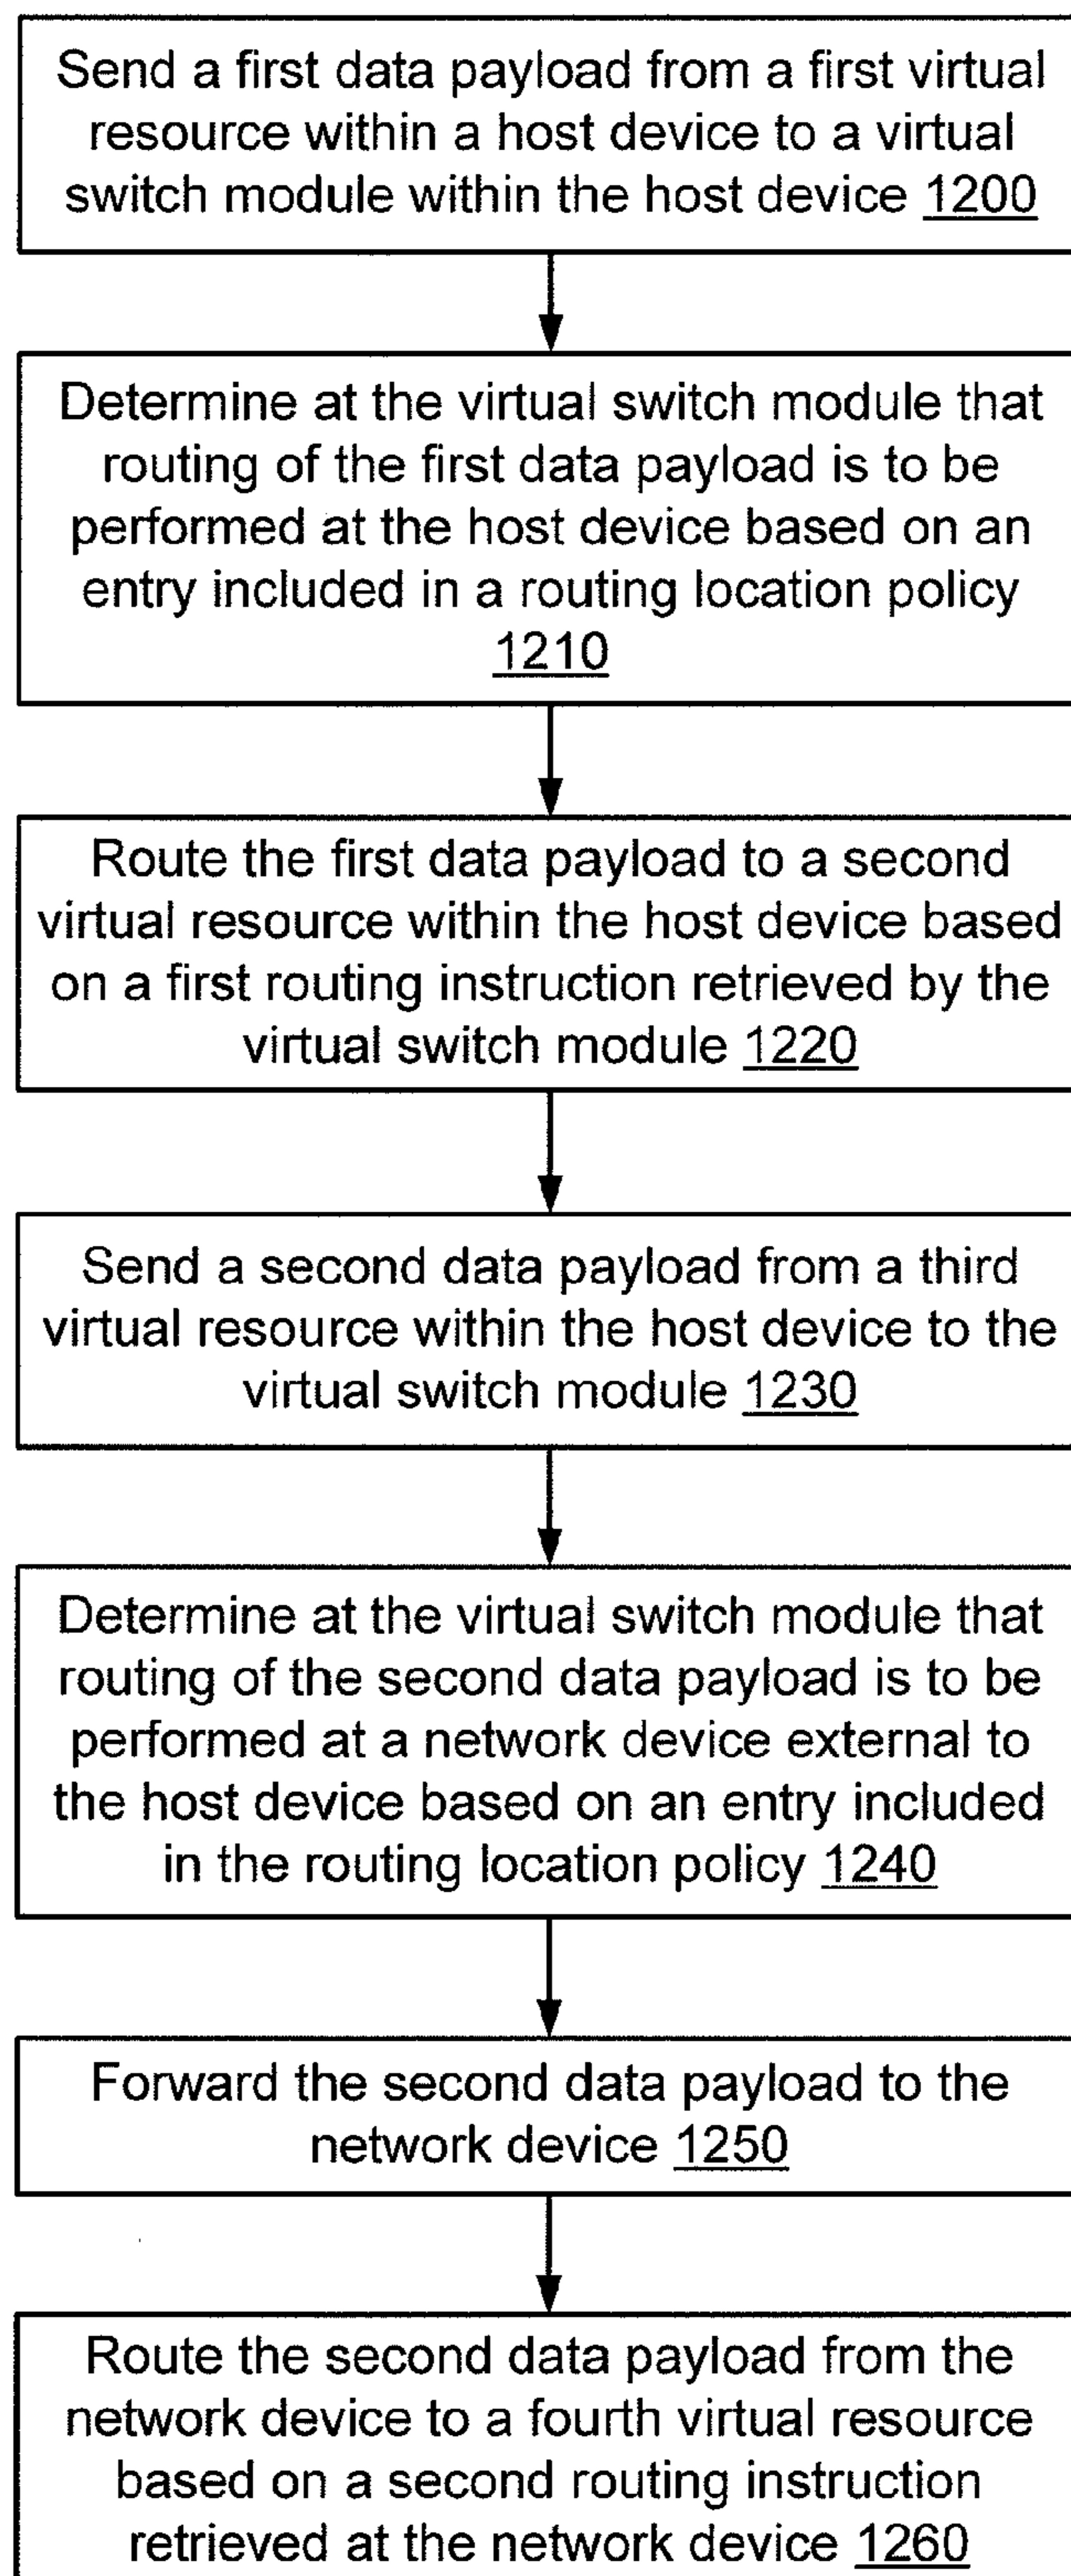 Send a first data payload from a first virtual
resource within a host device to a virtual
switch module within the host device 1200
Determine at the virtual switch module that
routing of the first data payload is to be
performed at the host device based on an
entry included in a routing location policy
1210
Route the first data payload to a second
virtual resource within the host device based
on a first routing instruction retrieved by the
virtual switch module 1220
Send a second data payload from a third
virtual resource within the host device to the
virtual switch module 1230
Determine at the virtual switch module that
routing of the second data payload is to be
performed at a network device external to
the host device based on an entry included
in the routing location policy 1240
Forward the second data payload to the
network device 1250
Route the second data payload from the
network device to a fourth virtual resource
based on a second routing instruction
retrieved at the network device 1260